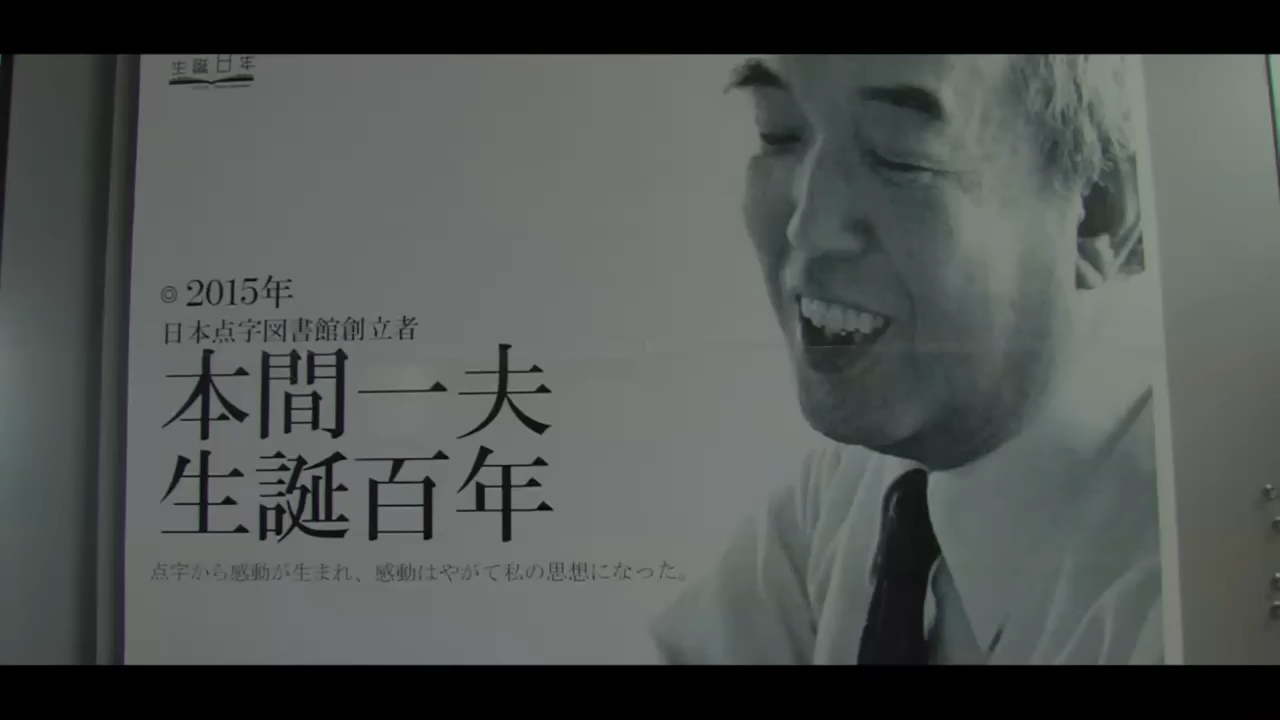 生誕百年
◎ 2015年
日本点字図書館創立者
本間一夫
生誕百年
点字から感動が生まれ、感動はやがて私の思想になった。